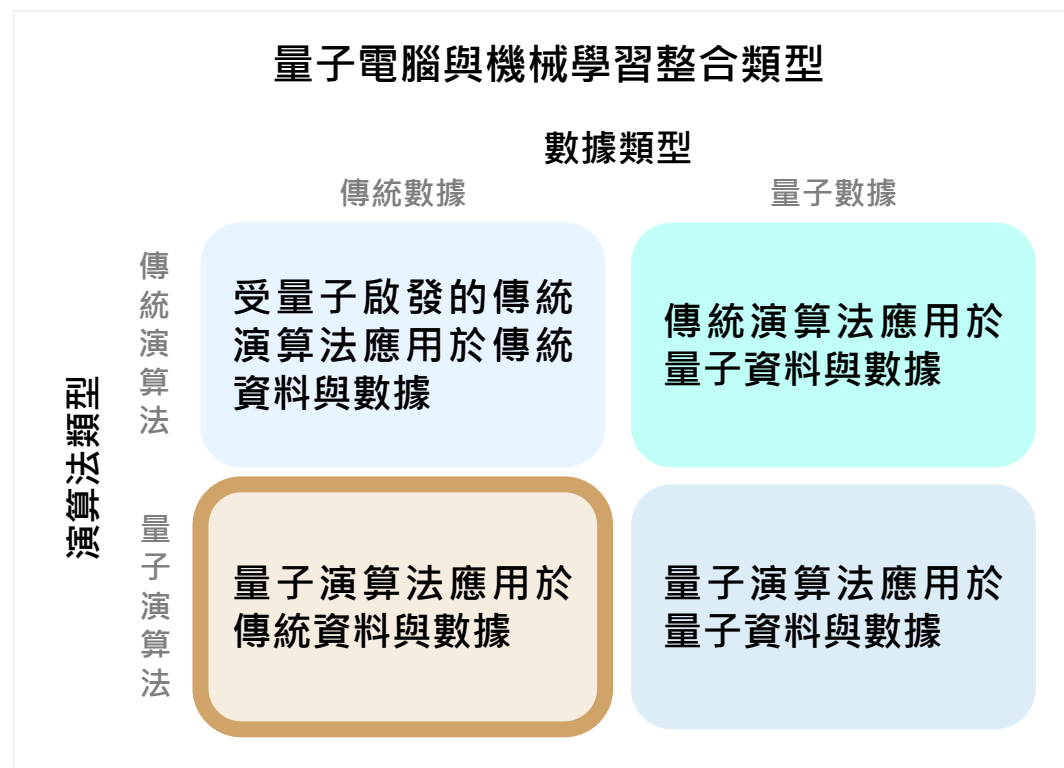 量子電腦與機械學習整合類型
數據類型
傳統數據
量子數據
演算法類型
傳統演算法
受量子啟發的傳統
演算法應用於傳統
資料與數據
傳統演算法應用於
量子資料與數據
量子演算法
量子演算法應用於
傳統資料與數據
量子演算法應用於
量子資料與數據